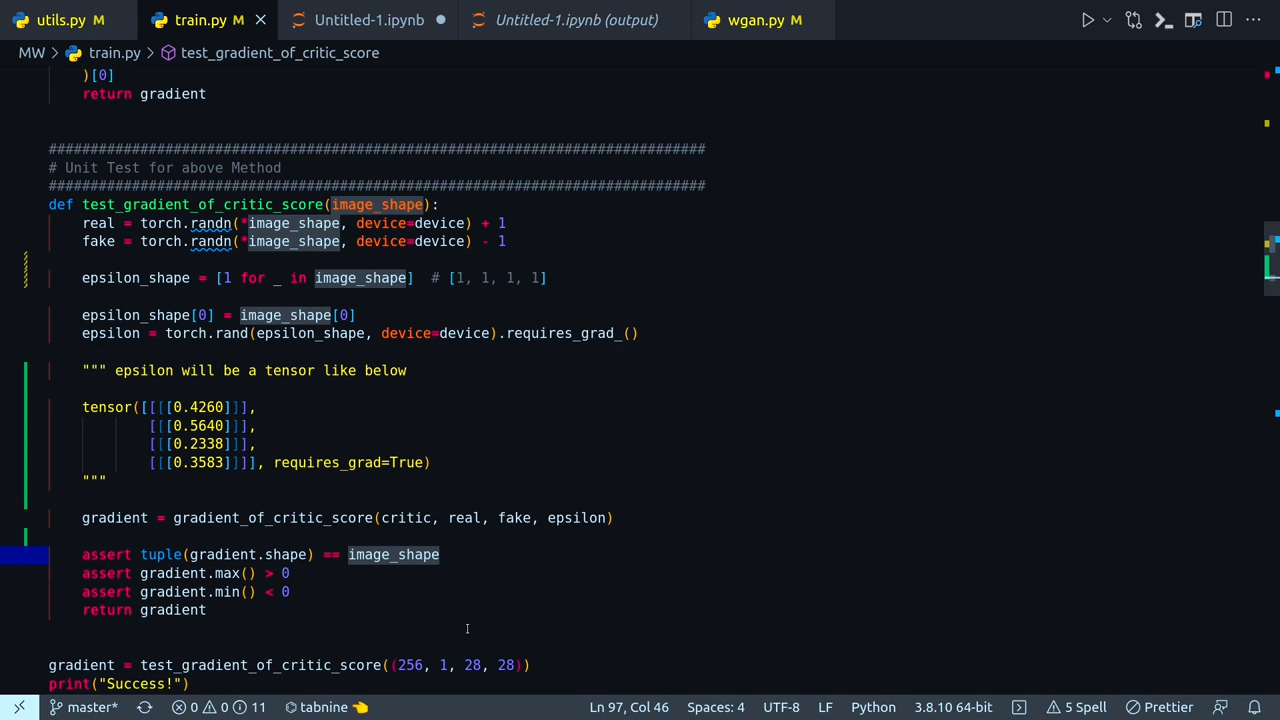 utils.py M train.py M Untitled-1.ipynb Untitled-1.ipynb (output) wgan.py M
MW > train.py > test_gradient_of_critic_score
)[0]
return gradient
################################################################################
# Unit Test for above Method
################################################################################
def test_gradient_of_critic_score(image_shape):
real = torch.randn(*image_shape, device=device) + 1
fake = torch.randn(*image_shape, device=device) - 1
epsilon_shape = [1 for _ in image_shape]  # [1, 1, 1, 1]
epsilon_shape[0] = image_shape[0]
epsilon = torch.rand(epsilon_shape, device=device).requires_grad_()
""" epsilon will be a tensor like below
tensor([[[[0.4260]]],
[[[0.5640]]],
[[[0.2338]]],
[[[0.3583]]]], requires_grad=True)
"""
gradient = gradient_of_critic_score(critic, real, fake, epsilon)
assert tuple(gradient.shape) == image_shape
assert gradient.max() > 0
assert gradient.min() < 0
return gradient
gradient = test_gradient_of_critic_score((256, 1, 28, 28))
print("Success!")
master* 0 0 11 tabnine Ln 97, Col 46 Spaces: 4 UTF-8 LF Python 3.8.10 64-bit 5 Spell Prettier